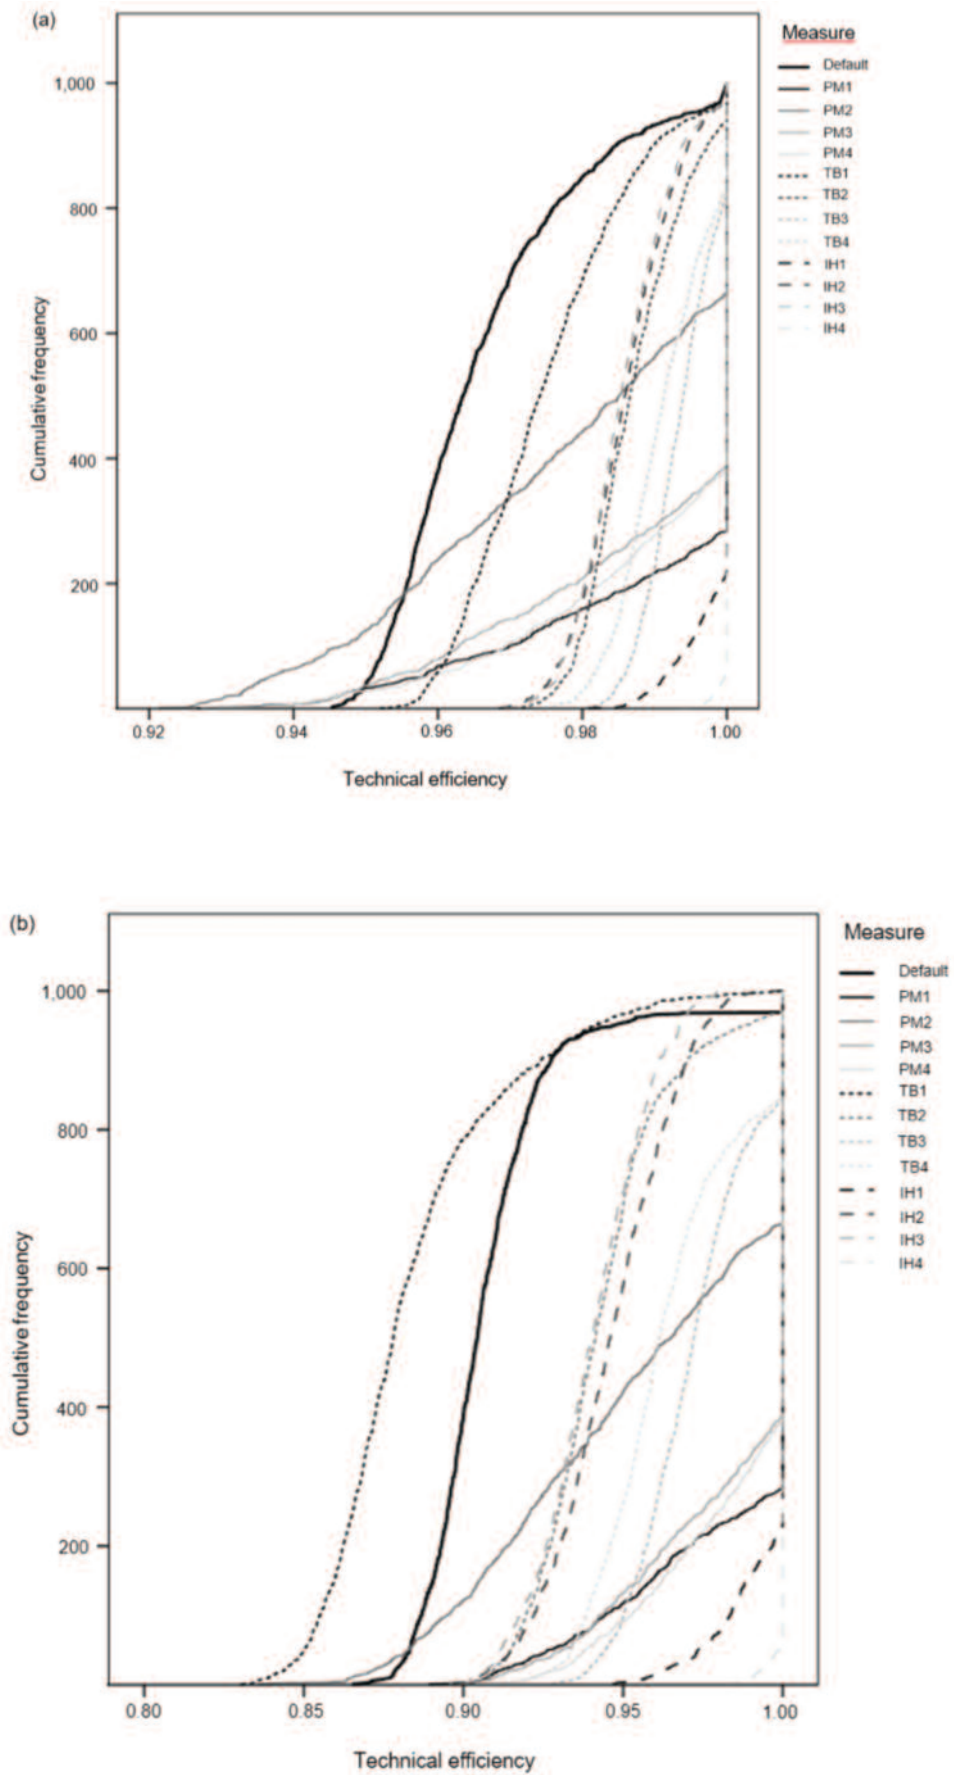 (a)
Measure
Default
PM1
PM2
PM3
PM4
TB1
TB2
TB3
TB4
IH1
IH2
IH3
IH4
1,000
800
600
400
200
Cumulative frequency
0.92 0.94 0.96 0.98 1.00
Technical efficiency
(b)
Measure
Default
PM1
PM2
PM3
PM4
TB1
TB2
TB3
TB4
IH1
IH2
IH3
IH4
1,000
800
600
400
200
Cumulative frequency
0.80 0.85 0.90 0.95 1.00
Technical efficiency